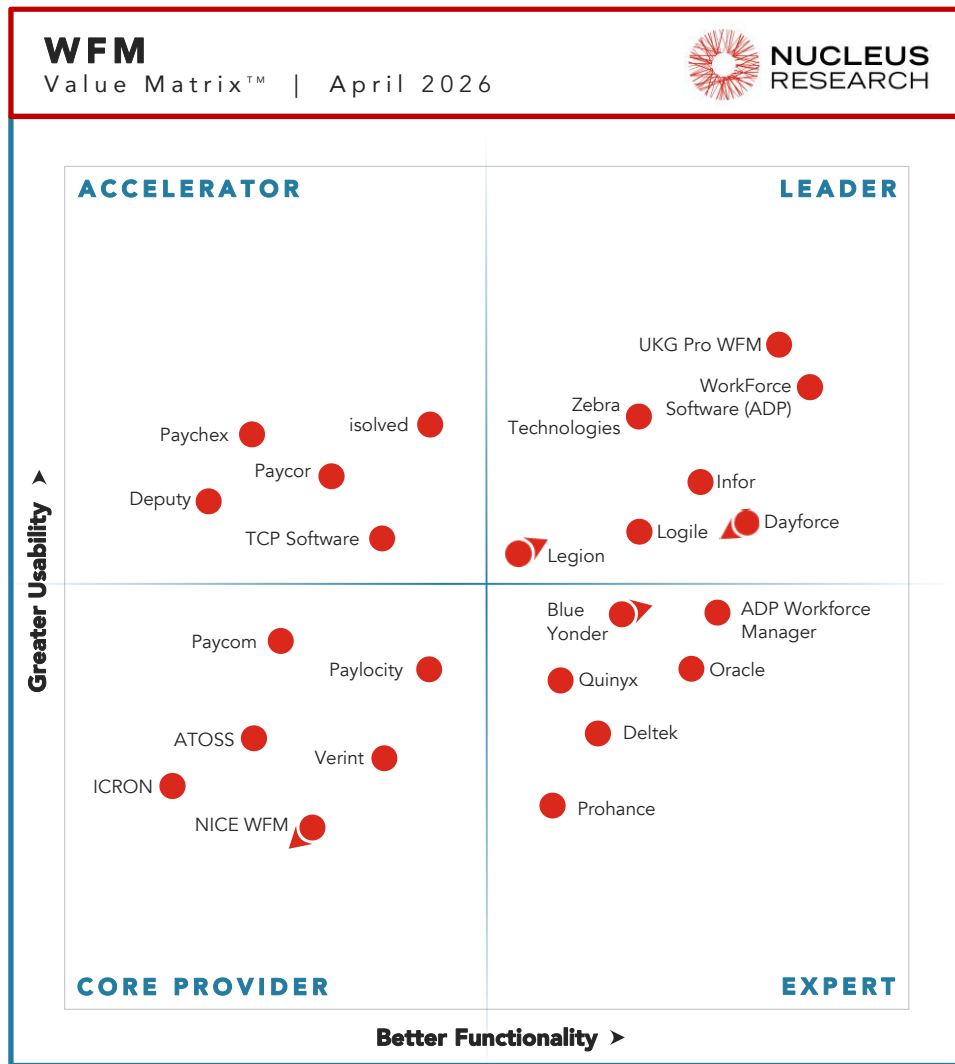 WFM
Value Matrix™ | April 2026
NUCLEUS
RESEARCH
ACCELERATOR
LEADER
UKG Pro WFM
WorkForce
Software (ADP)
Zebra
Technologies
isolved
Paychex
Paycor
Infor
Deputy
Dayforce
Logile
TCP Software
Legion
Blue
Yonder
ADP Workforce
Manager
Paycom
Paylocity
Oracle
Quinyx
ATOSS
Deltek
Verint
ICRON
Prohance
NICE WFM
Greater Usability ➤
CORE PROVIDER
EXPERT
Better Functionality ➤